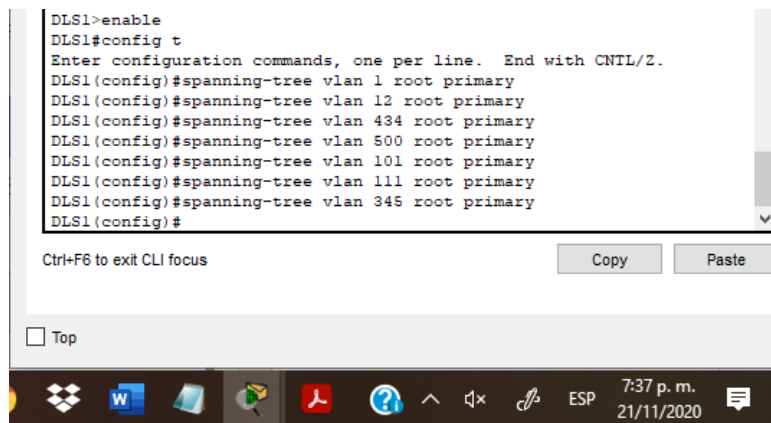 DLS1>enable
DLS1#config t
Enter configuration commands, one per line.  End with CNTL/Z.
DLS1(config)#spanning-tree vlan 1 root primary
DLS1(config)#spanning-tree vlan 12 root primary
DLS1(config)#spanning-tree vlan 434 root primary
DLS1(config)#spanning-tree vlan 500 root primary
DLS1(config)#spanning-tree vlan 101 root primary
DLS1(config)#spanning-tree vlan 111 root primary
DLS1(config)#spanning-tree vlan 345 root primary
DLS1(config)#
Ctrl+F6 to exit CLI focus
Copy
Paste
Top
W
ESP
7:37 p. m.
21/11/2020